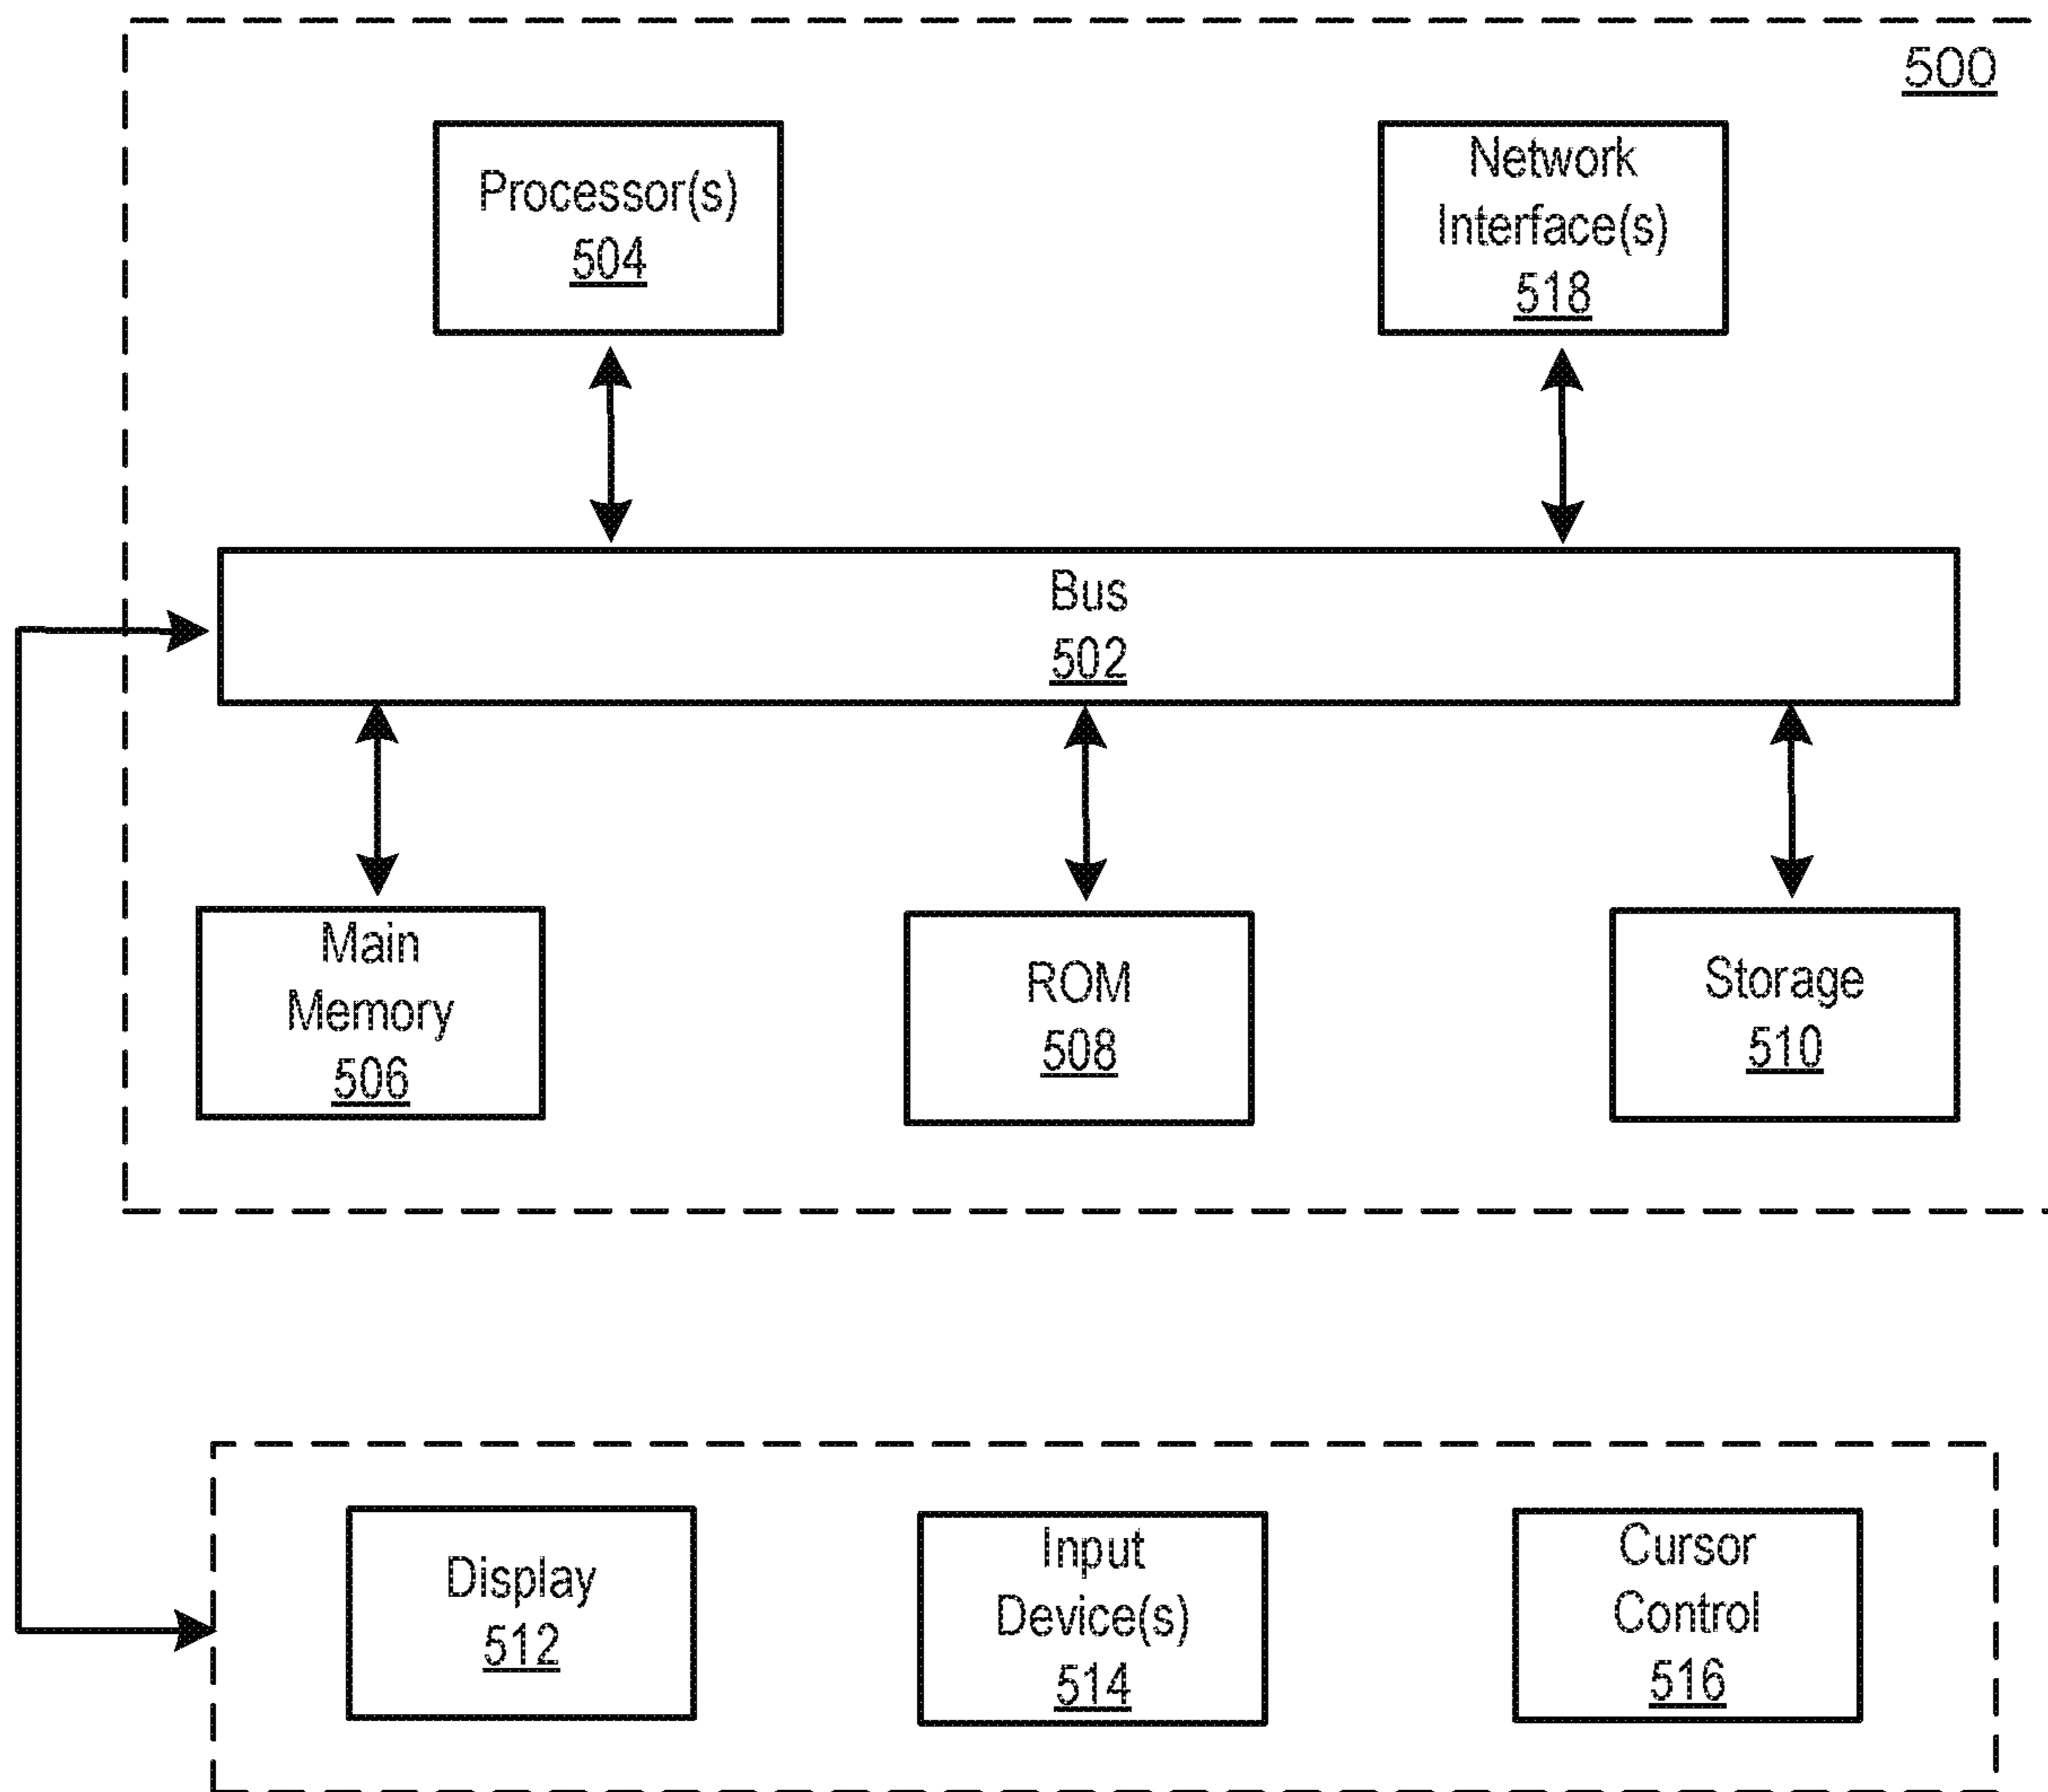 500
Processor(s)
504
Network
Interface(s)
518
Bus
502
Main
Memory
506
ROM
508
Storage
510
Display
512
Input
Device(s)
514
Cursor
Control
516